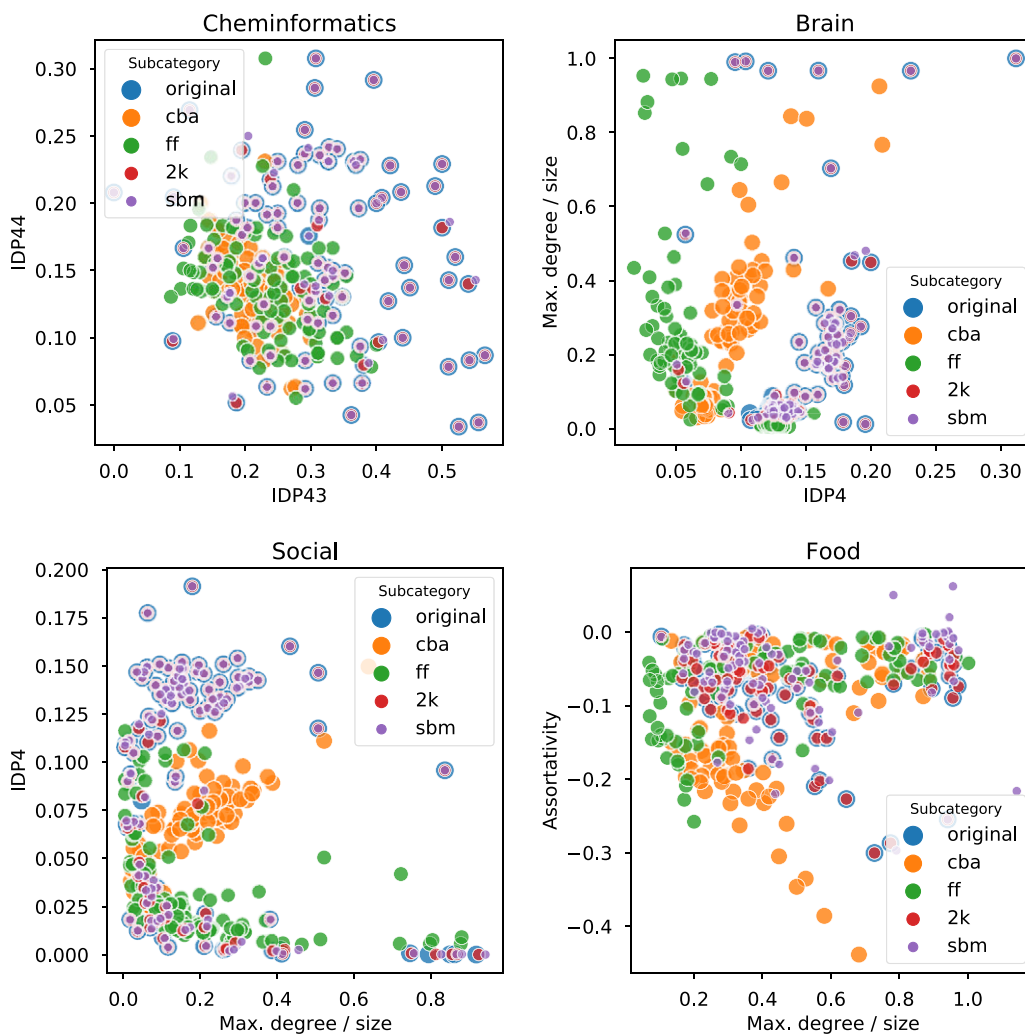 Cheminformatics
IDP44
0.30
0.25
0.20
0.15
0.10
0.05
Subcategory
original
cba
ff
2k
sbm
0.0
0.1
0.2
0.3
0.4
0.5
IDP43
Brain
Max. degree / size
1.0
0.8
0.6
0.4
0.2
0.0
Subcategory
original
cba
ff
2k
sbm
0.05
0.10
0.15
0.20
0.25
0.30
IDP4
Social
IDP4
0.200
0.175
0.150
0.125
0.100
0.075
0.050
0.025
0.000
Subcategory
original
cba
ff
2k
sbm
0.0
0.2
0.4
0.6
0.8
Max. degree / size
Food
Assortativity
0.0
−0.1
−0.2
−0.3
−0.4
Subcategory
original
cba
ff
2k
sbm
0.2
0.4
0.6
0.8
1.0
Max. degree / size